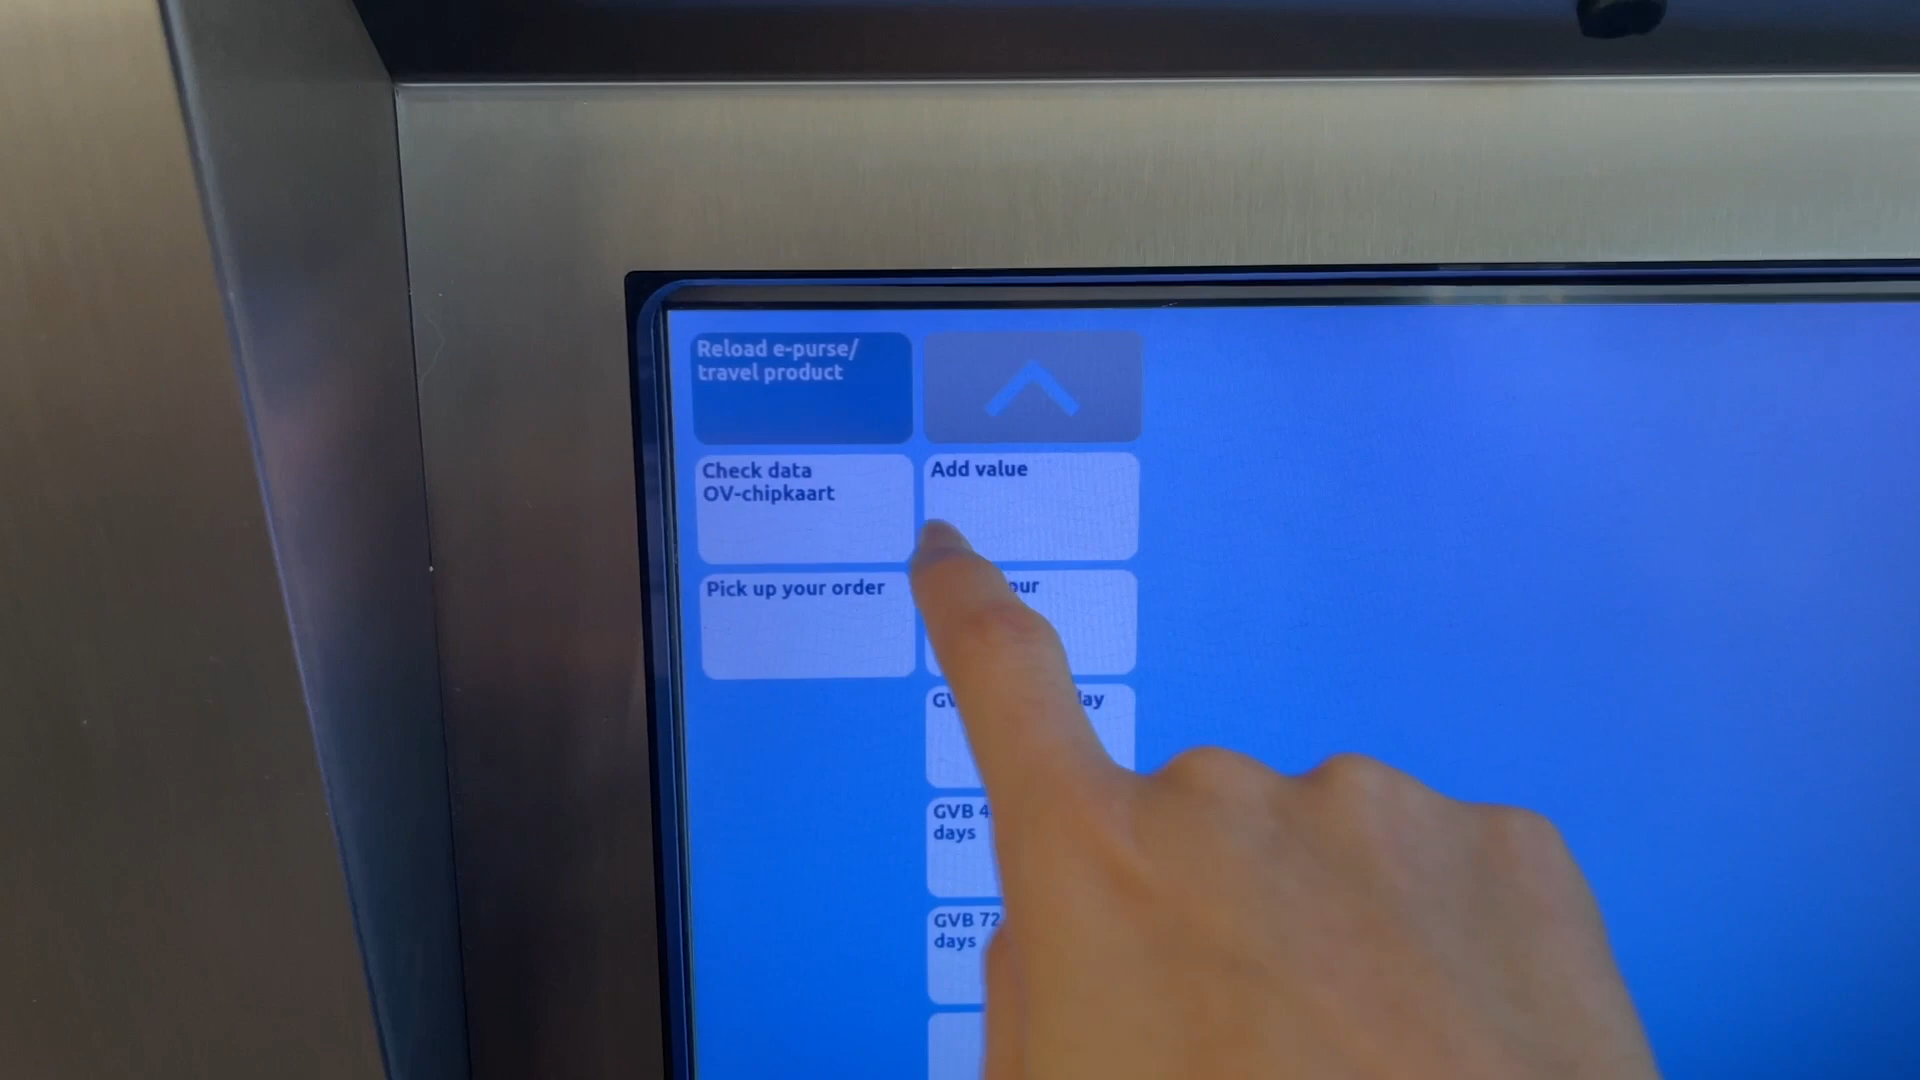 Reload e-purse/
travel product
Check data
OV-chipkaart
Pick up your order
Add value
GVB
days
GVB 72
days